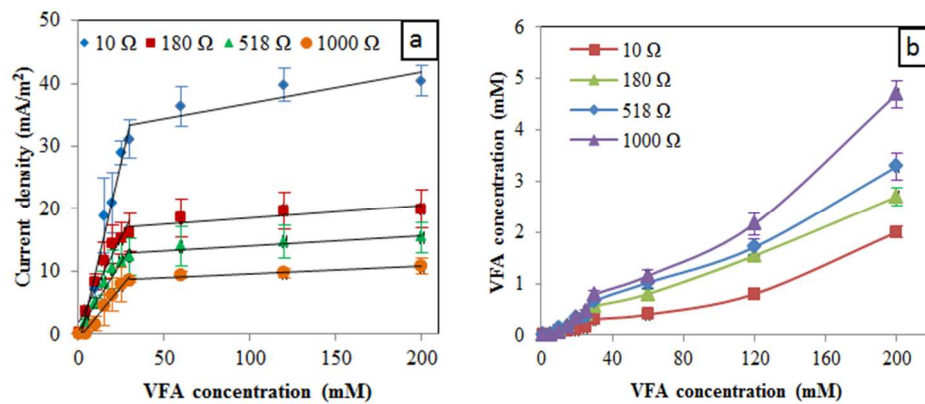 a
10 Ω 180 Ω 518 Ω 1000 Ω
Current density (mA/m²)
50
40
30
20
10
0
0 50 100 150 200
VFA concentration (mM)
b
10 Ω
180 Ω
518 Ω
1000 Ω
VFA concentration (mM)
6
5
4
3
2
1
0
0 40 80 120 160 200
VFA concentration (mM)